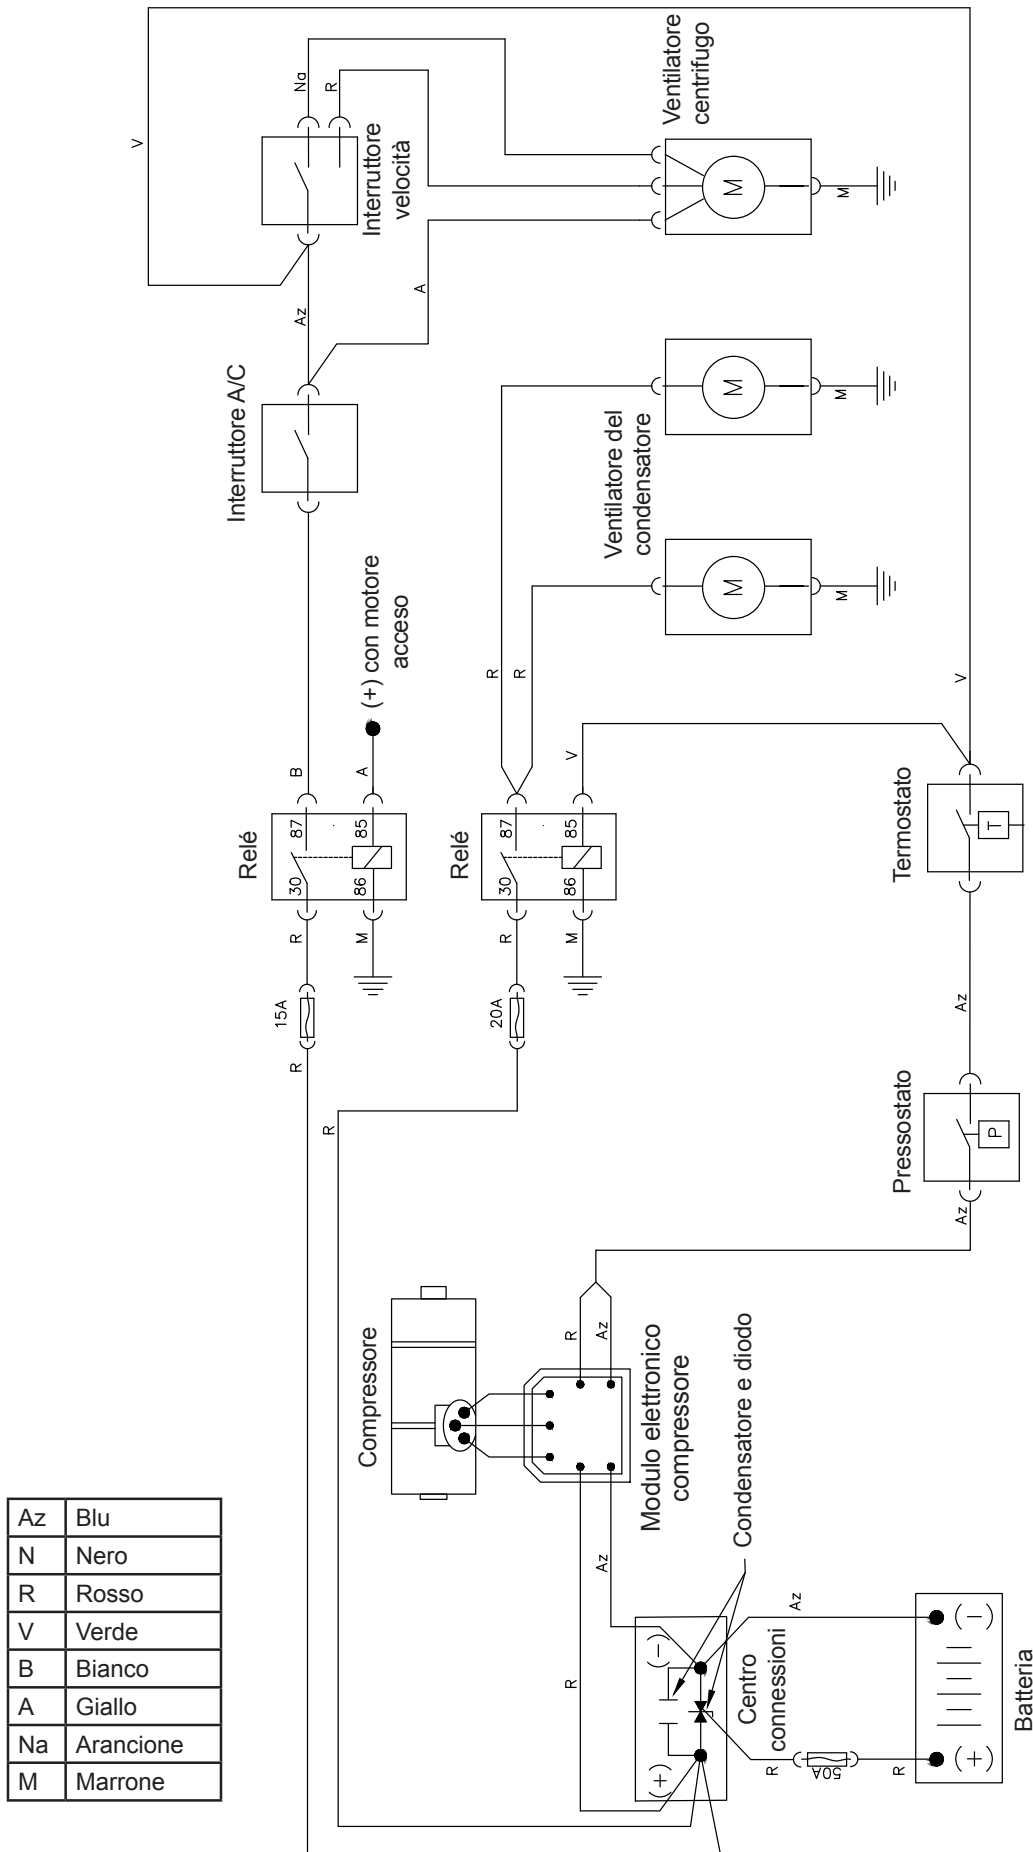 V
Na
R
Interruttore
velocità
Ventilatore
centrifugo
M
M
Az
A
Interruttore A/C
M
M
Ventilatore del
condensatore
M
M
(+) con motore
acceso
R
R
V
B
A
V
Relé
87
85
30
86
R
M
15A
R
Relé
87
85
30
86
R
M
20A
R
Termostato
T
Az
Pressostato
P
Az
Compressore
R
Az
Modulo elettronico
compressore
Condensatore e diodo
Az
R
(-)
(+)
Centro
connessioni
Az
R
50A
R
(-)
(+)
Batteria
Az Blu
N Nero
R Rosso
V Verde
B Bianco
A Giallo
Na Arancione
M Marrone